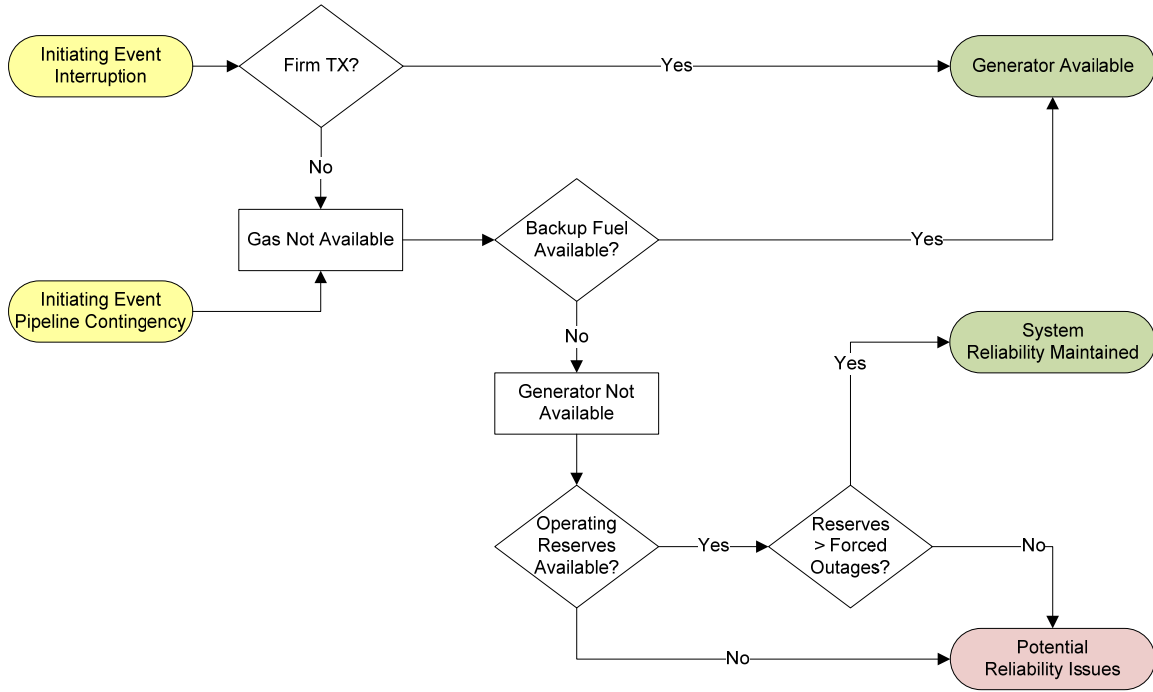 Initiating Event
Interruption
Firm TX?
Yes
Generator Available
No
Gas Not Available
Backup Fuel
Available?
Yes
Initiating Event
Pipeline Contingency
No
System
Reliability Maintained
Yes
Generator Not
Available
Operating
Reserves
Available?
Yes
Reserves
> Forced
Outages?
No
No
Potential
Reliability Issues